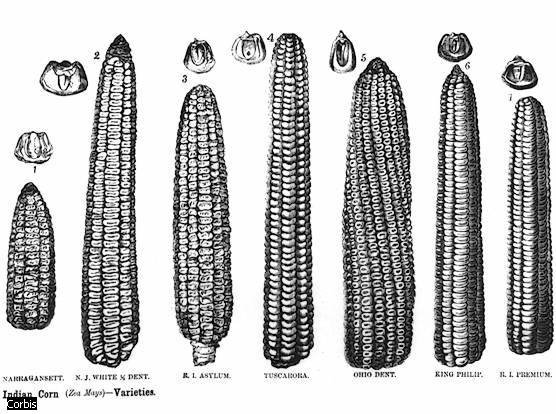 2
3
4
5
6
7
1
NARRAGANSETT. N. J. WHITE ½ DENT. R. I. ASYLUM. TUSCARORA. OHIO DENT. KING PHILIP. R. I. PREMIUM.
Indian Corn (Zea Mays)—Varieties.
Corbis